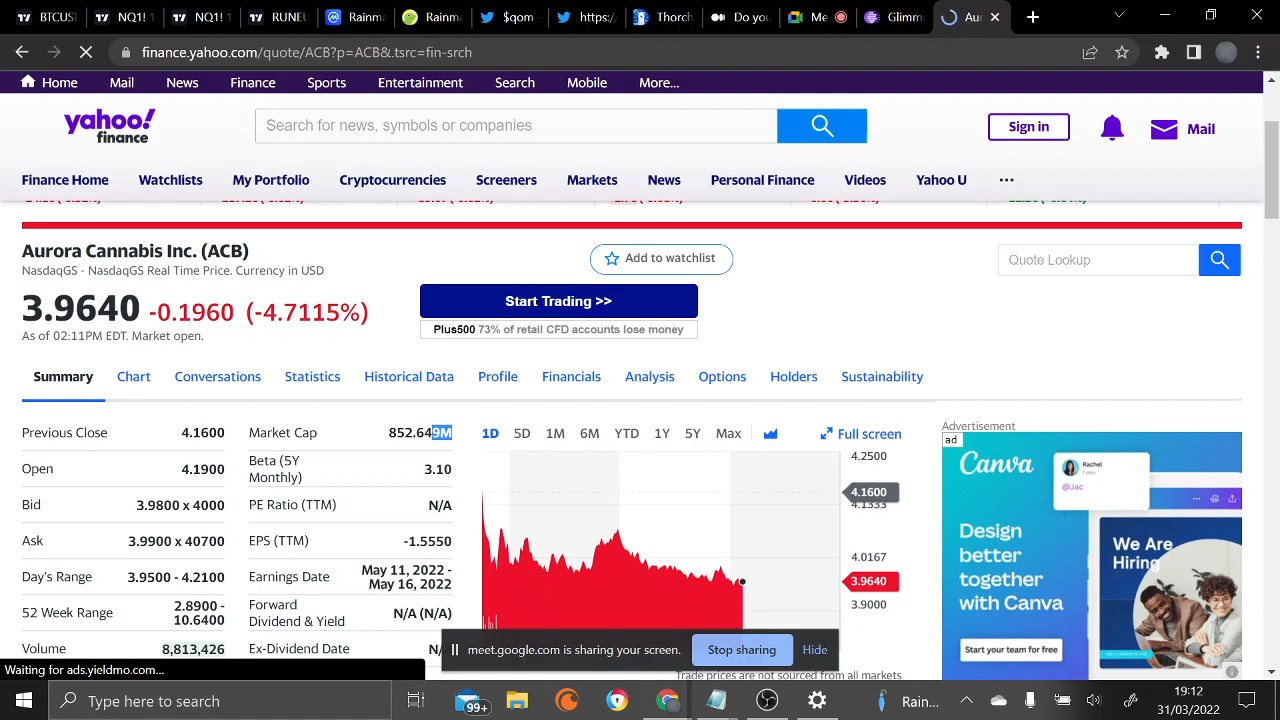 BTCUSI
NQ1! '
NQ1! '
RUNEU
Rainma
Rainm
$qom
https:/
Thorch
Do you
Me
Glimme
Au
finance.yahoo.com/quote/ACB?p=ACB&.tsrc=fin-srch
Home Mail News Finance Sports Entertainment Search Mobile More...
yahoo!
finance
Search for news, symbols or companies
Sign in
Mail
Finance Home Watchlists My Portfolio Cryptocurrencies Screeners Markets News Personal Finance Videos Yahoo U ...
Aurora Cannabis Inc. (ACB)
NasdaqGS - NasdaqGS Real Time Price. Currency in USD
Add to watchlist
Quote Lookup
3.9640 -0.1960 (-4.7115%)
As of 02:11PM EDT. Market open.
Start Trading >>
Plus500 73% of retail CFD accounts lose money
Summary Chart Conversations Statistics Historical Data Profile Financials Analysis Options Holders Sustainability
Previous Close 4.1600
Open 4.1900
Bid 3.9800 x 4000
Ask 3.9900 x 40700
Day's Range 3.9500 - 4.2100
52 Week Range 2.8900 -
10.6400
Volume 8,813,426
Market Cap 852.649M
Beta (5Y
Monthly) 3.10
PE Ratio (TTM) N/A
EPS (TTM) -1.5550
Earnings Date May 11, 2022 -
May 16, 2022
Forward
Dividend & Yield N/A (N/A)
Ex-Dividend Date
1D 5D 1M 6M YTD 1Y 5Y Max
Full screen
4.2500
4.1600
4.1333
4.0167
3.9640
3.9000
Trade prices are not sourced from all markets
Advertisement
ad
Canva
Rachel
@Jac
Design
better
together
with Canva
Start your team for free
We Are
Hiring
meet.google.com is sharing your screen.
Stop sharing
Hide
Waiting for ads.yieldmo.com...
Type here to search
99+
Rain...
19:12
31/03/2022